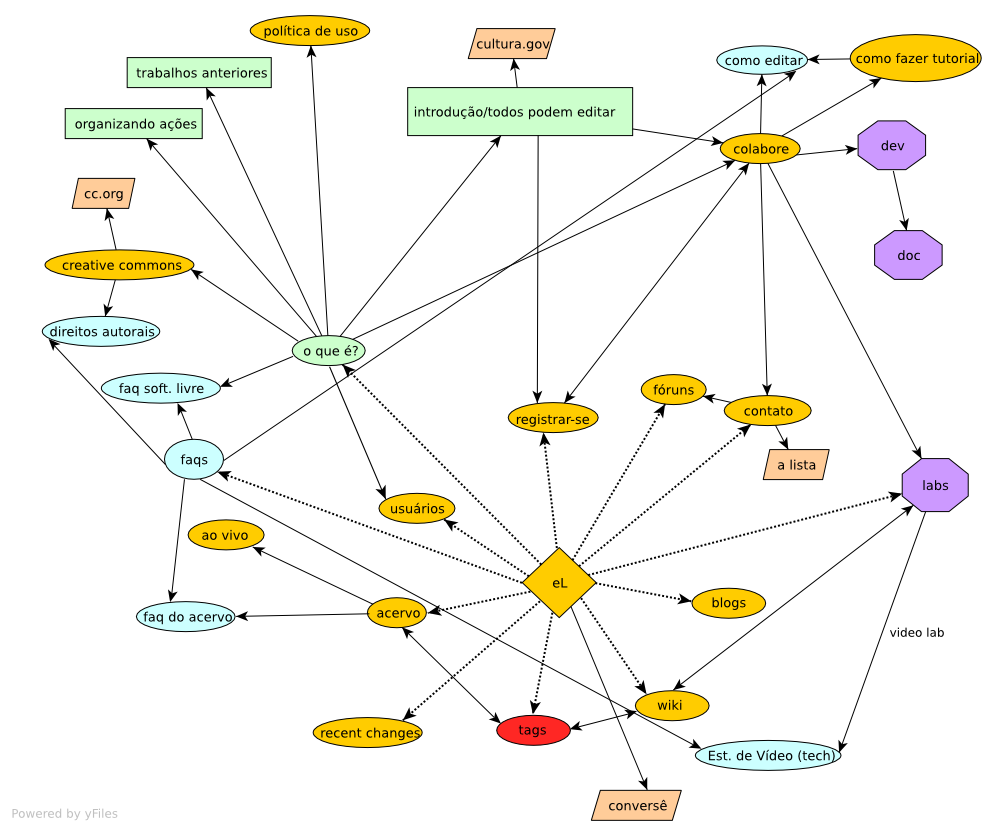 política de uso
cultura.gov
como editar
como fazer tutorial
trabalhos anteriores
introdução/todos podem editar
organizando ações
colabore
dev
cc.org
doc
creative commons
direitos autorais
o que é?
faq soft. livre
fóruns
contato
registrar-se
faqs
a lista
labs
usuários
ao vivo
eL
blogs
acervo
faq do acervo
video lab
wiki
recent changes
tags
Est. de Vídeo (tech)
conversê
Powered by yFiles